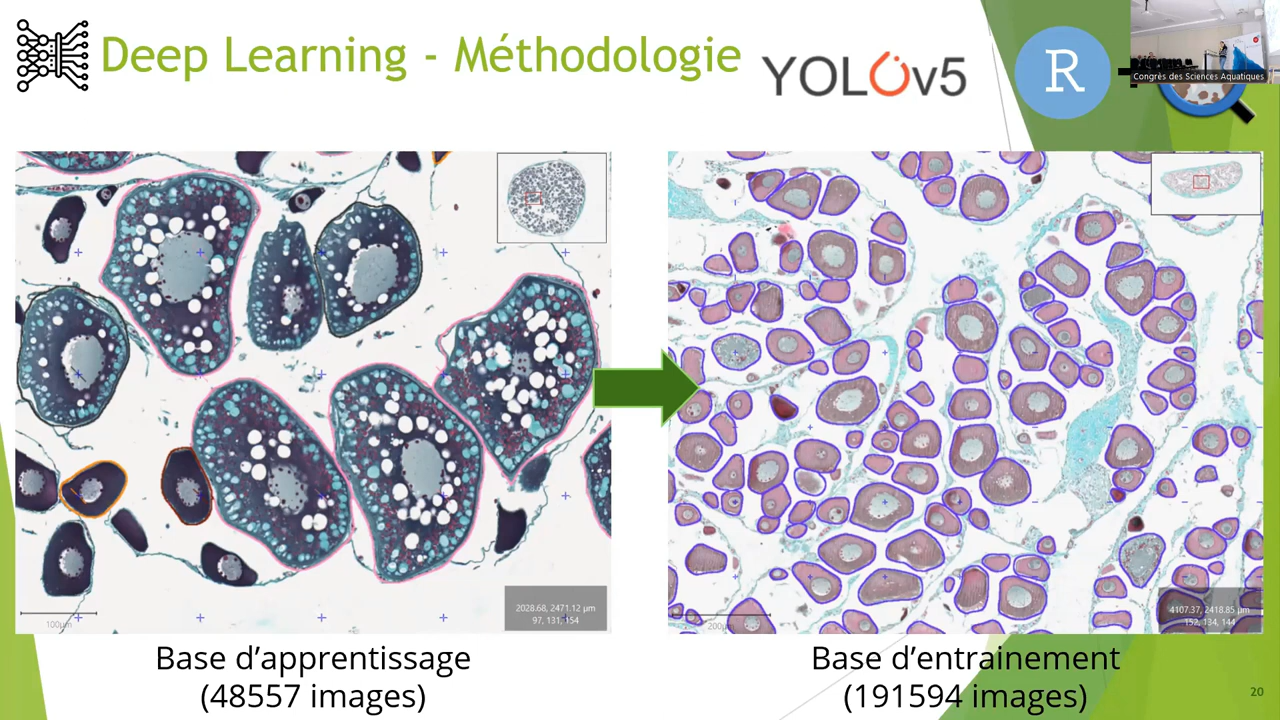 Deep Learning - Méthodologie
YOLOv5
R
Congrès des Sciences Aquatiques
2028.68, 2471.12 µm
97, 131, 154
100µm
4107.37, 2418.85 µm
152, 134, 144
200µm
Base d’apprentissage
(48557 images)
Base d’entrainement
(191594 images)
20